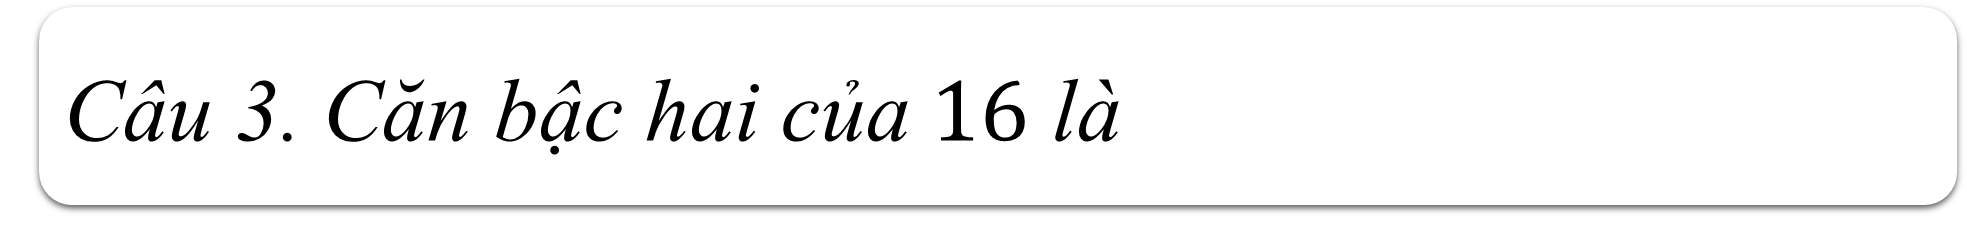 Câu 3. Căn bậc hai của 16 là